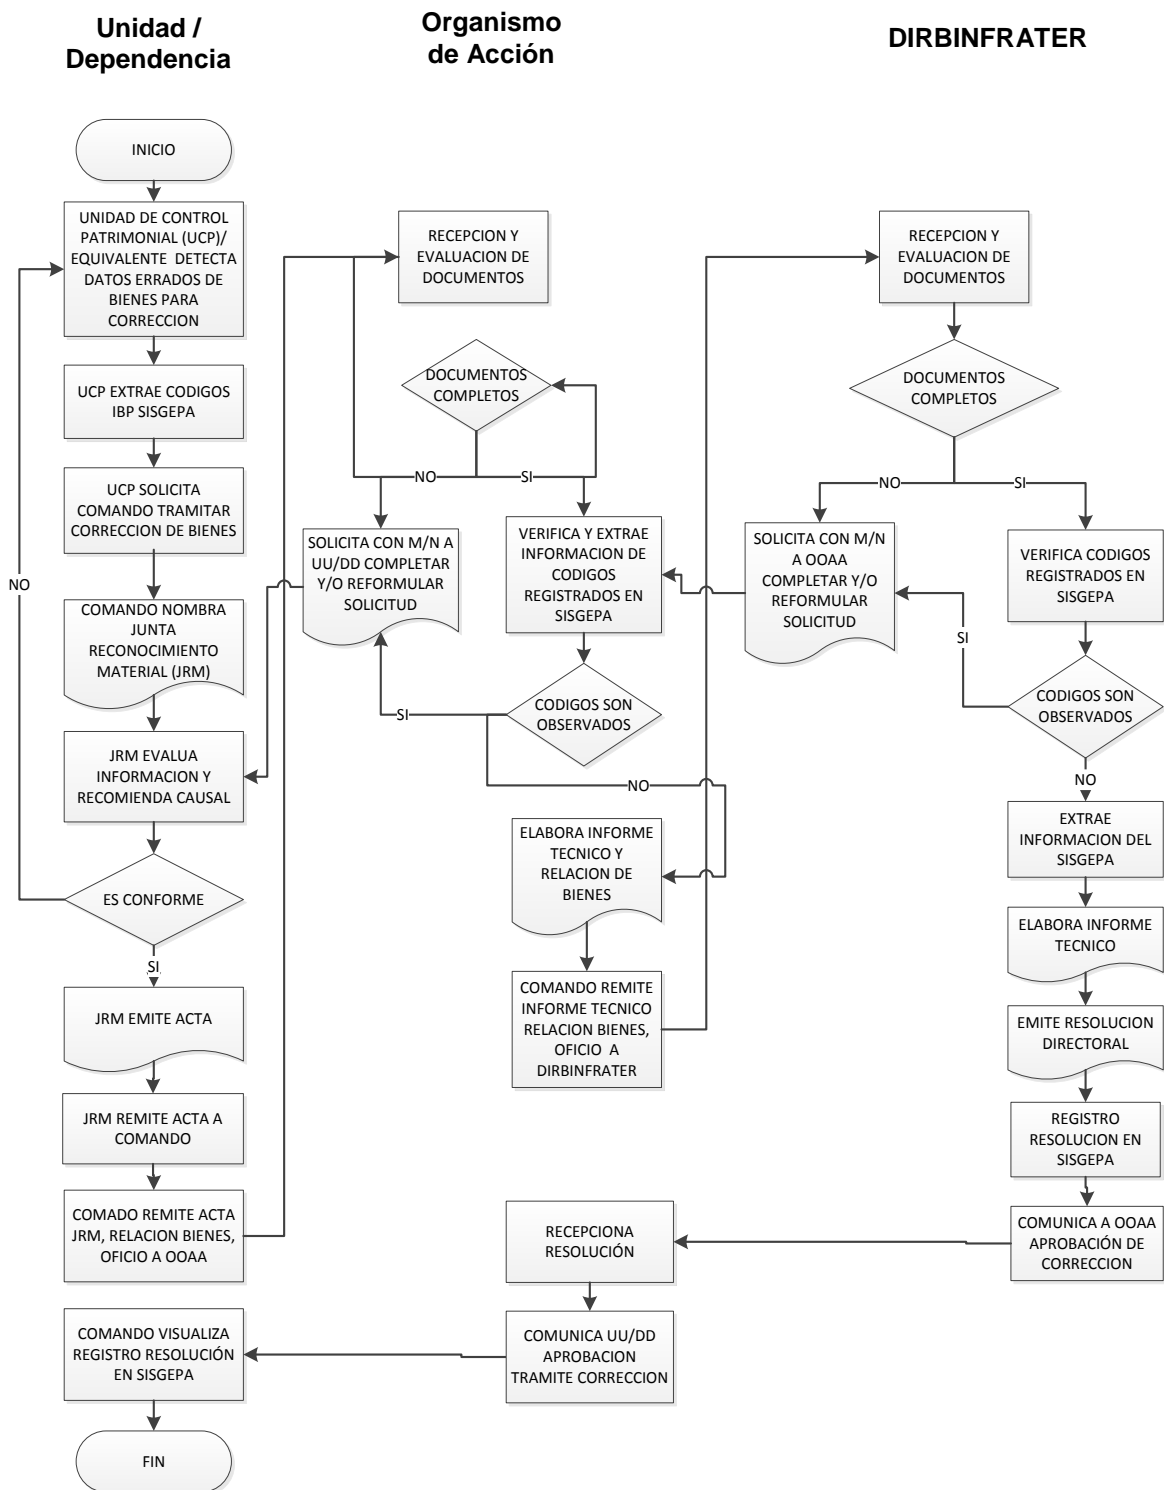 Unidad /
Dependencia
Organismo
de Acción
DIRBINFRATER
INICIO
UNIDAD DE CONTROL
PATRIMONIAL (UCP)/
EQUIVALENTE DETECTA
DATOS ERRADOS DE
BIENES PARA
CORRECCION
UCP EXTRAE CODIGOS
IBP SISGEPA
UCP SOLICITA
COMANDO TRAMITAR
CORRECCION DE BIENES
COMANDO NOMBRA
JUNTA
RECONOCIMIENTO
MATERIAL (JRM)
JRM EVALUA
INFORMACION Y
RECOMIENDA CAUSAL
ES CONFORME
NO
SI
JRM EMITE ACTA
JRM REMITE ACTA A
COMANDO
COMADO REMITE ACTA
JRM, RELACION BIENES,
OFICIO A OOAA
COMANDO VISUALIZA
REGISTRO RESOLUCIÓN
EN SISGEPA
FIN
RECEPCION Y
EVALUACION DE
DOCUMENTOS
DOCUMENTOS
COMPLETOS
NO
SI
SOLICITA CON M/N A
UU/DD COMPLETAR
Y/O REFORMULAR
SOLICITUD
VERIFICA Y EXTRAE
INFORMACION DE
CODIGOS
REGISTRADOS EN
SISGEPA
CODIGOS SON
OBSERVADOS
SI
NO
ELABORA INFORME
TECNICO Y
RELACION DE
BIENES
COMANDO REMITE
INFORME TECNICO
RELACION BIENES,
OFICIO A
DIRBINFRATER
RECEPCIONA
RESOLUCIÓN
COMUNICA UU/DD
APROBACION
TRAMITE CORRECCION
RECEPCION Y
EVALUACION DE
DOCUMENTOS
DOCUMENTOS
COMPLETOS
NO
SI
SOLICITA CON M/N
A OOAA
COMPLETAR Y/O
REFORMULAR
SOLICITUD
VERIFICA CODIGOS
REGISTRADOS EN
SISGEPA
SI
CODIGOS SON
OBSERVADOS
NO
EXTRAE
INFORMACION DEL
SISGEPA
ELABORA INFORME
TECNICO
EMITE RESOLUCION
DIRECTORAL
REGISTRO
RESOLUCION EN
SISGEPA
COMUNICA A OOAA
APROBACIÓN DE
CORRECCION